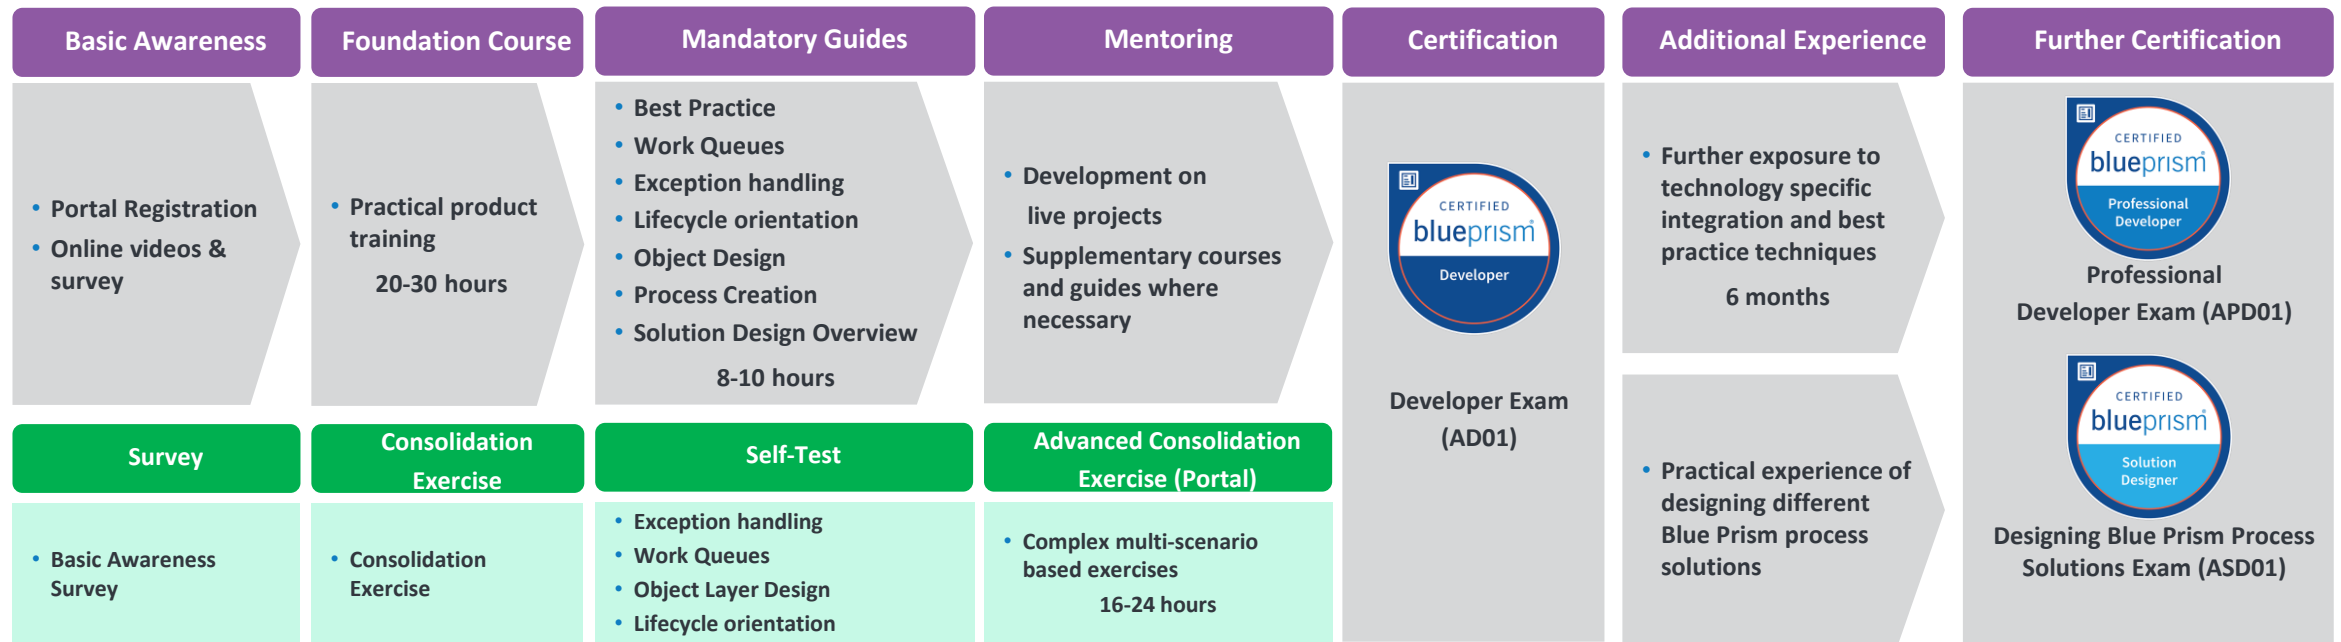 Basic Awareness
• Portal Registration
• Online videos &
survey
Survey
• Basic Awareness
Survey
Foundation Course
• Practical product
training
20-30 hours
Consolidation
Exercise
• Consolidation
Exercise
Mandatory Guides
• Best Practice
• Work Queues
• Exception handling
• Lifecycle orientation
• Object Design
• Process Creation
• Solution Design Overview
8-10 hours
Self-Test
• Exception handling
• Work Queues
• Object Layer Design
• Lifecycle orientation
Mentoring
• Development on
live projects
• Supplementary courses
and guides where
necessary
Advanced Consolidation
Exercise (Portal)
• Complex multi-scenario
based exercises
16-24 hours
Certification
CERTIFIED
blueprism®
Developer
Developer Exam
(AD01)
Additional Experience
• Further exposure to
technology specific
integration and best
practice techniques
6 months
• Practical experience of
designing different
Blue Prism process
solutions
Further Certification
CERTIFIED
blueprism®
Professional
Developer
Professional
Developer Exam (APD01)
CERTIFIED
blueprism®
Solution
Designer
Designing Blue Prism Process
Solutions Exam (ASD01)